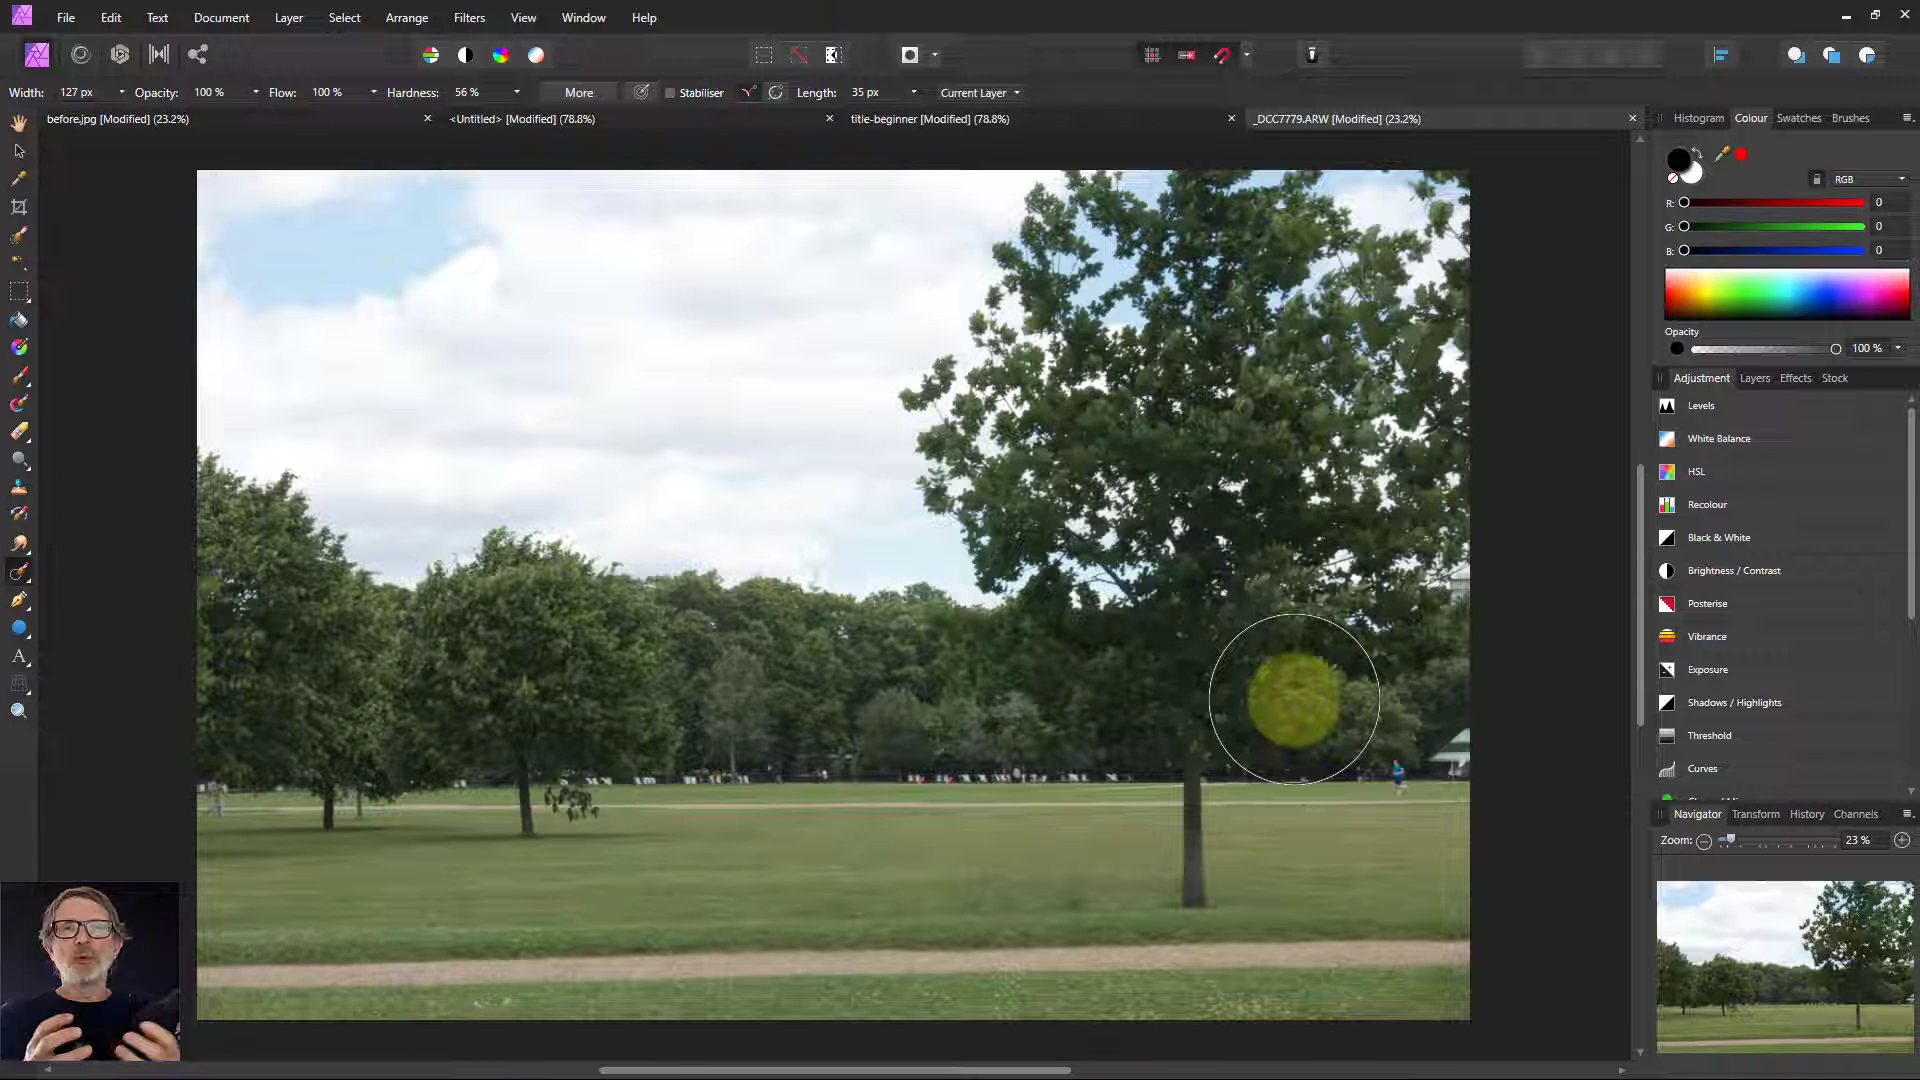 File Edit Text Document Layer Select Arrange Filters View Window Help
Width: 127 px Opacity: 100 % Flow: 100 % Hardness: 56 % More Stabiliser Length: 35 px Current Layer
before.jpg [Modified] (23.2%) <Untitled> [Modified] (78.8%) title-beginner [Modified] (78.8%) _DCC7779.ARW [Modified] (23.2%)
Histogram Colour Swatches Brushes
RGB
R: 0
G: 0
B: 0
Opacity
100 %
Adjustment Layers Effects Stock
Levels
White Balance
HSL
Recolour
Black & White
Brightness / Contrast
Posterise
Vibrance
Exposure
Shadows / Highlights
Threshold
Curves
Navigator Transform History Channels
Zoom: 23 %